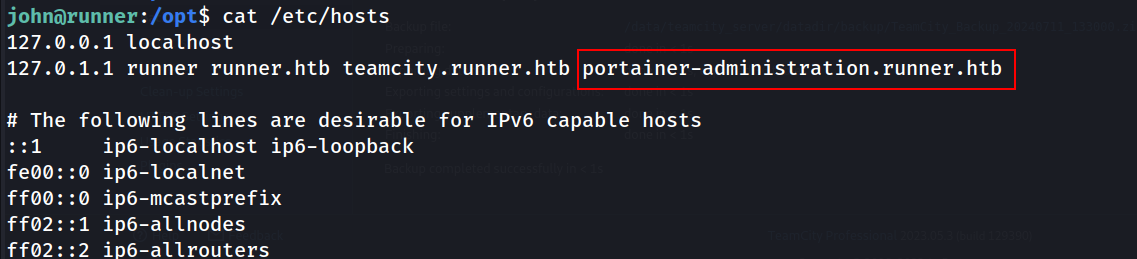 john@runner:/opt$ cat /etc/hosts
127.0.0.1 localhost
127.0.1.1 runner runner.htb teamcity.runner.htb portainer-administration.runner.htb
# The following lines are desirable for IPv6 capable hosts
::1     ip6-localhost ip6-loopback
fe00::0 ip6-localnet
ff00::0 ip6-mcastprefix
ff02::1 ip6-allnodes
ff02::2 ip6-allrouters